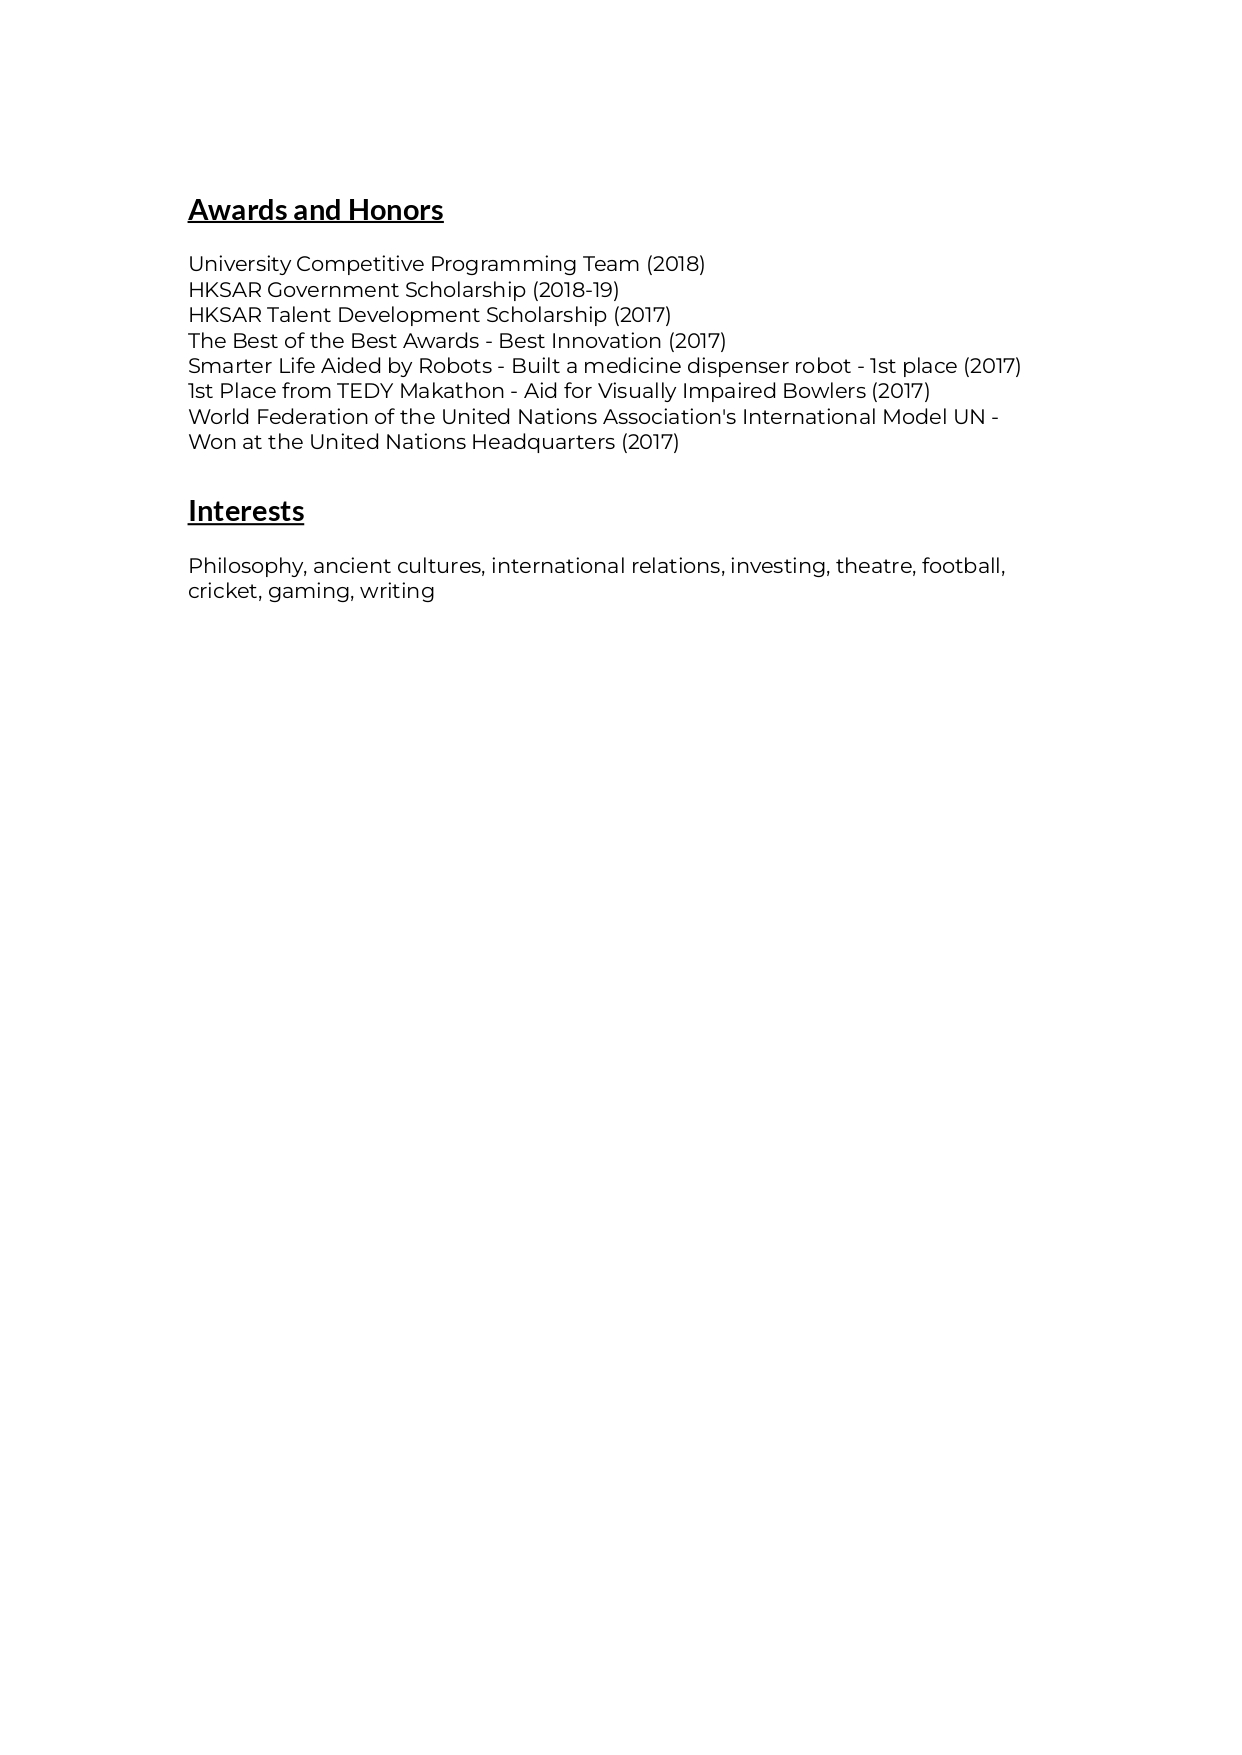 Awards and Honors
University Competitive Programming Team (2018)
HKSAR Government Scholarship (2018-19)
HKSAR Talent Development Scholarship (2017)
The Best of the Best Awards - Best Innovation (2017)
Smarter Life Aided by Robots - Built a medicine dispenser robot - 1st place (2017)
1st Place from TEDY Makathon - Aid for Visually Impaired Bowlers (2017)
World Federation of the United Nations Association's International Model UN -
Won at the United Nations Headquarters (2017)
Interests
Philosophy, ancient cultures, international relations, investing, theatre, football,
cricket, gaming, writing